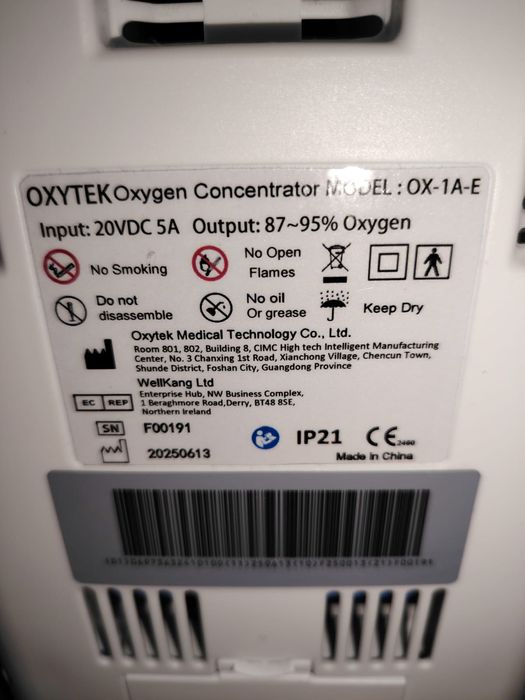 OXYTEK Oxygen Concentrator MODEL : OX-1A-E
Input: 20VDC 5A Output: 87~95% Oxygen
No Smoking
No Open
Flames
Do not
disassemble
No oil
Or grease
Keep Dry
Oxytek Medical Technology Co., Ltd.
Room 801, 802, Building 8, CIMC High tech Intelligent Manufacturing
Center, No. 3 Chanxing 1st Road, Xianchong Village, Chencun Town,
Shunde District, Foshan City, Guangdong Province
WellKang Ltd
EC REP
Enterprise Hub, NW Business Complex,
1 Beraghmore Road,Derry, BT48 8SE,
Northern Ireland
SN F00191
20250613
IP21 CE 2460
Made in China